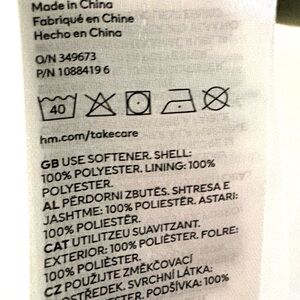 Made in China
Fabriqué en Chine
Hecho en China
O/N 349673
P/N 1088419 6
40
hm.com/takecare
GB USE SOFTENER. SHELL:
100% POLYESTER. LINING: 100%
POLYESTER.
AL PËRDORNI ZBUTËS. SHTRESA E
JASHTME: 100% POLIESTËR. ASTARI:
100% POLIESTËR.
CAT UTILITZEU SUAVITZANT.
EXTERIOR: 100% POLIÈSTER. FOLRE:
100% POLIÈSTER.
CZ POUŽIJTE ZMĚKČOVACÍ
PROSTŘEDEK. SVRCHNÍ LÁTKA:
100% POLYESTER. PODŠÍVKA: 100%